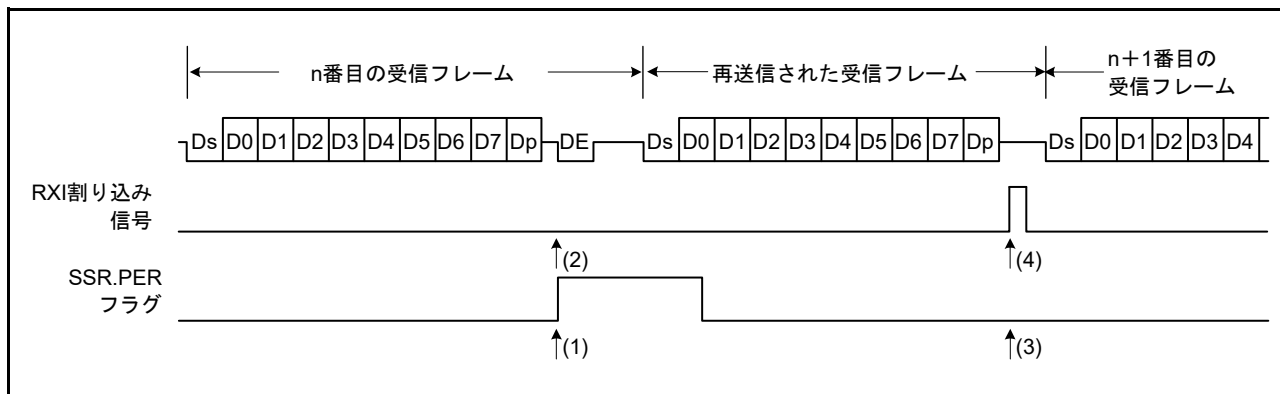 n番目の受信フレーム
再送信された受信フレーム
n+1番目の
受信フレーム
Ds D0 D1 D2 D3 D4 D5 D6 D7 Dp DE Ds D0 D1 D2 D3 D4 D5 D6 D7 Dp Ds D0 D1 D2 D3 D4
RXI割り込み
信号
(2) (4)
SSR.PER
フラグ
(1) (3)